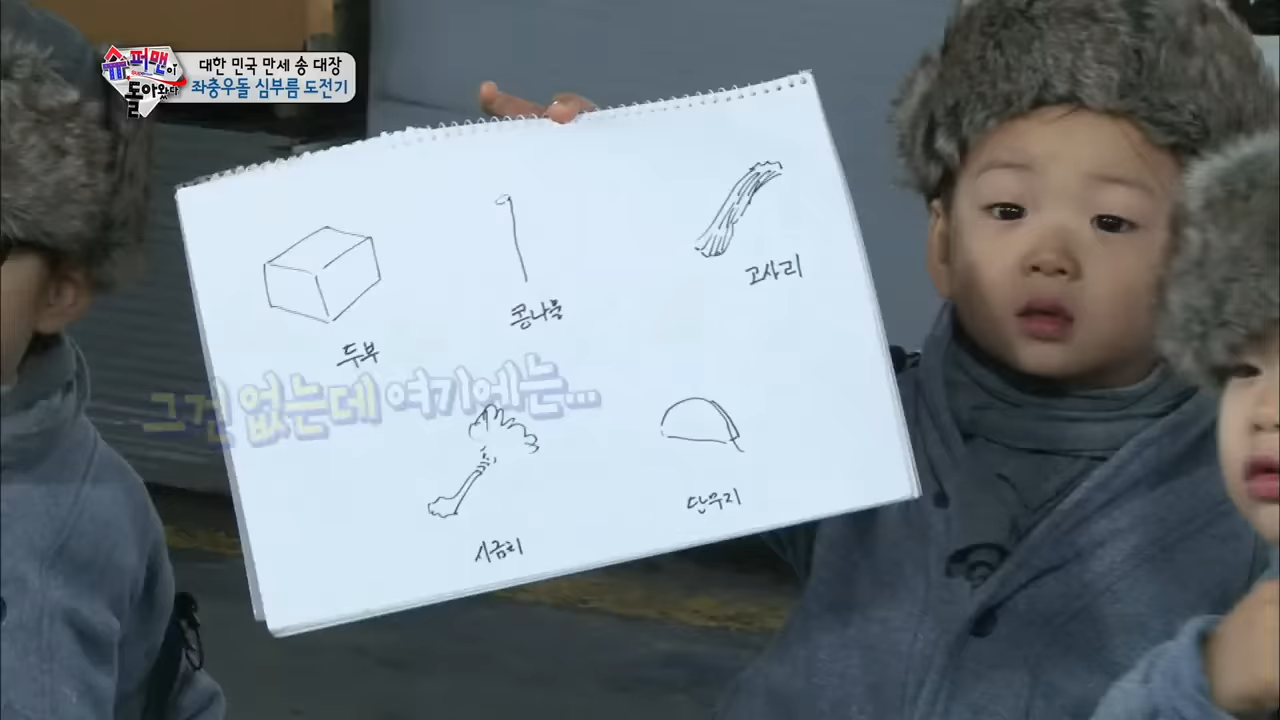 슈퍼맨이
돌아왔다
대한 민국 만세 송 대장
좌충우돌 심부름 도전기
고사리
콩나물
두부
그건 없는데 여기에는...
단무지
시금치